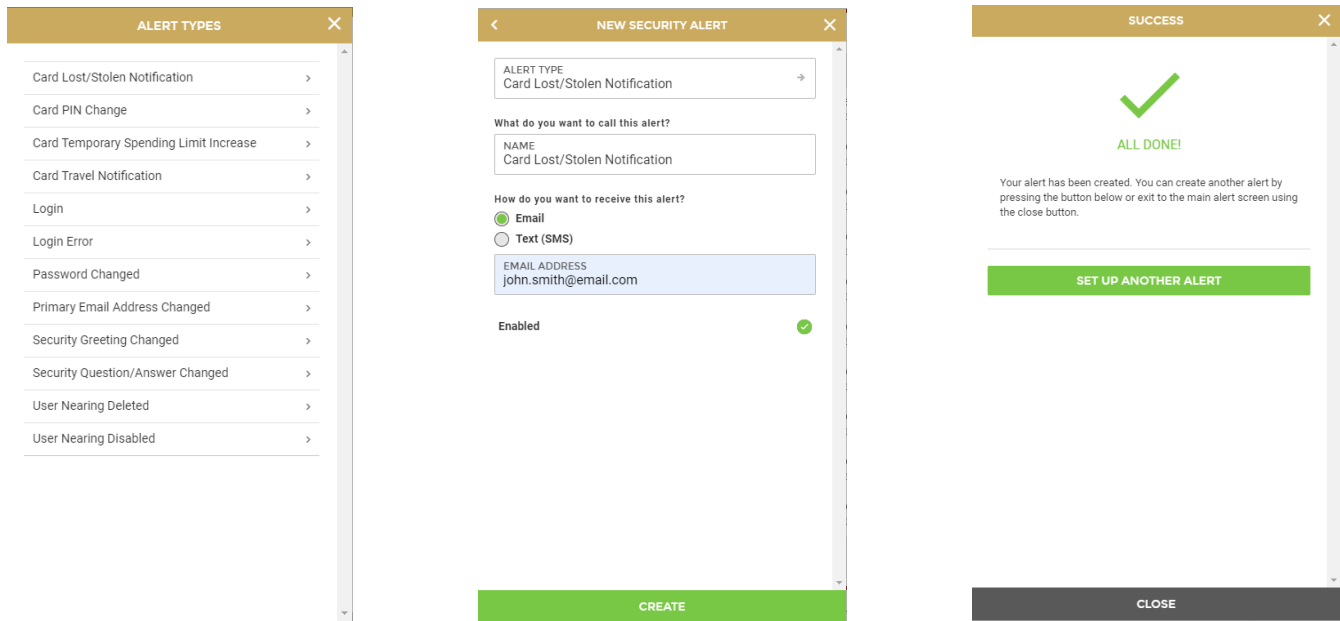 ALERT TYPES
Card Lost/Stolen Notification
Card PIN Change
Card Temporary Spending Limit Increase
Card Travel Notification
Login
Login Error
Password Changed
Primary Email Address Changed
Security Greeting Changed
Security Question/Answer Changed
User Nearing Deleted
User Nearing Disabled
NEW SECURITY ALERT
ALERT TYPE
Card Lost/Stolen Notification
What do you want to call this alert?
NAME
Card Lost/Stolen Notification
How do you want to receive this alert?
Email
Text (SMS)
EMAIL ADDRESS
john.smith@email.com
Enabled
CREATE
SUCCESS
ALL DONE!
Your alert has been created. You can create another alert by
pressing the button below or exit to the main alert screen using
the close button.
SET UP ANOTHER ALERT
CLOSE